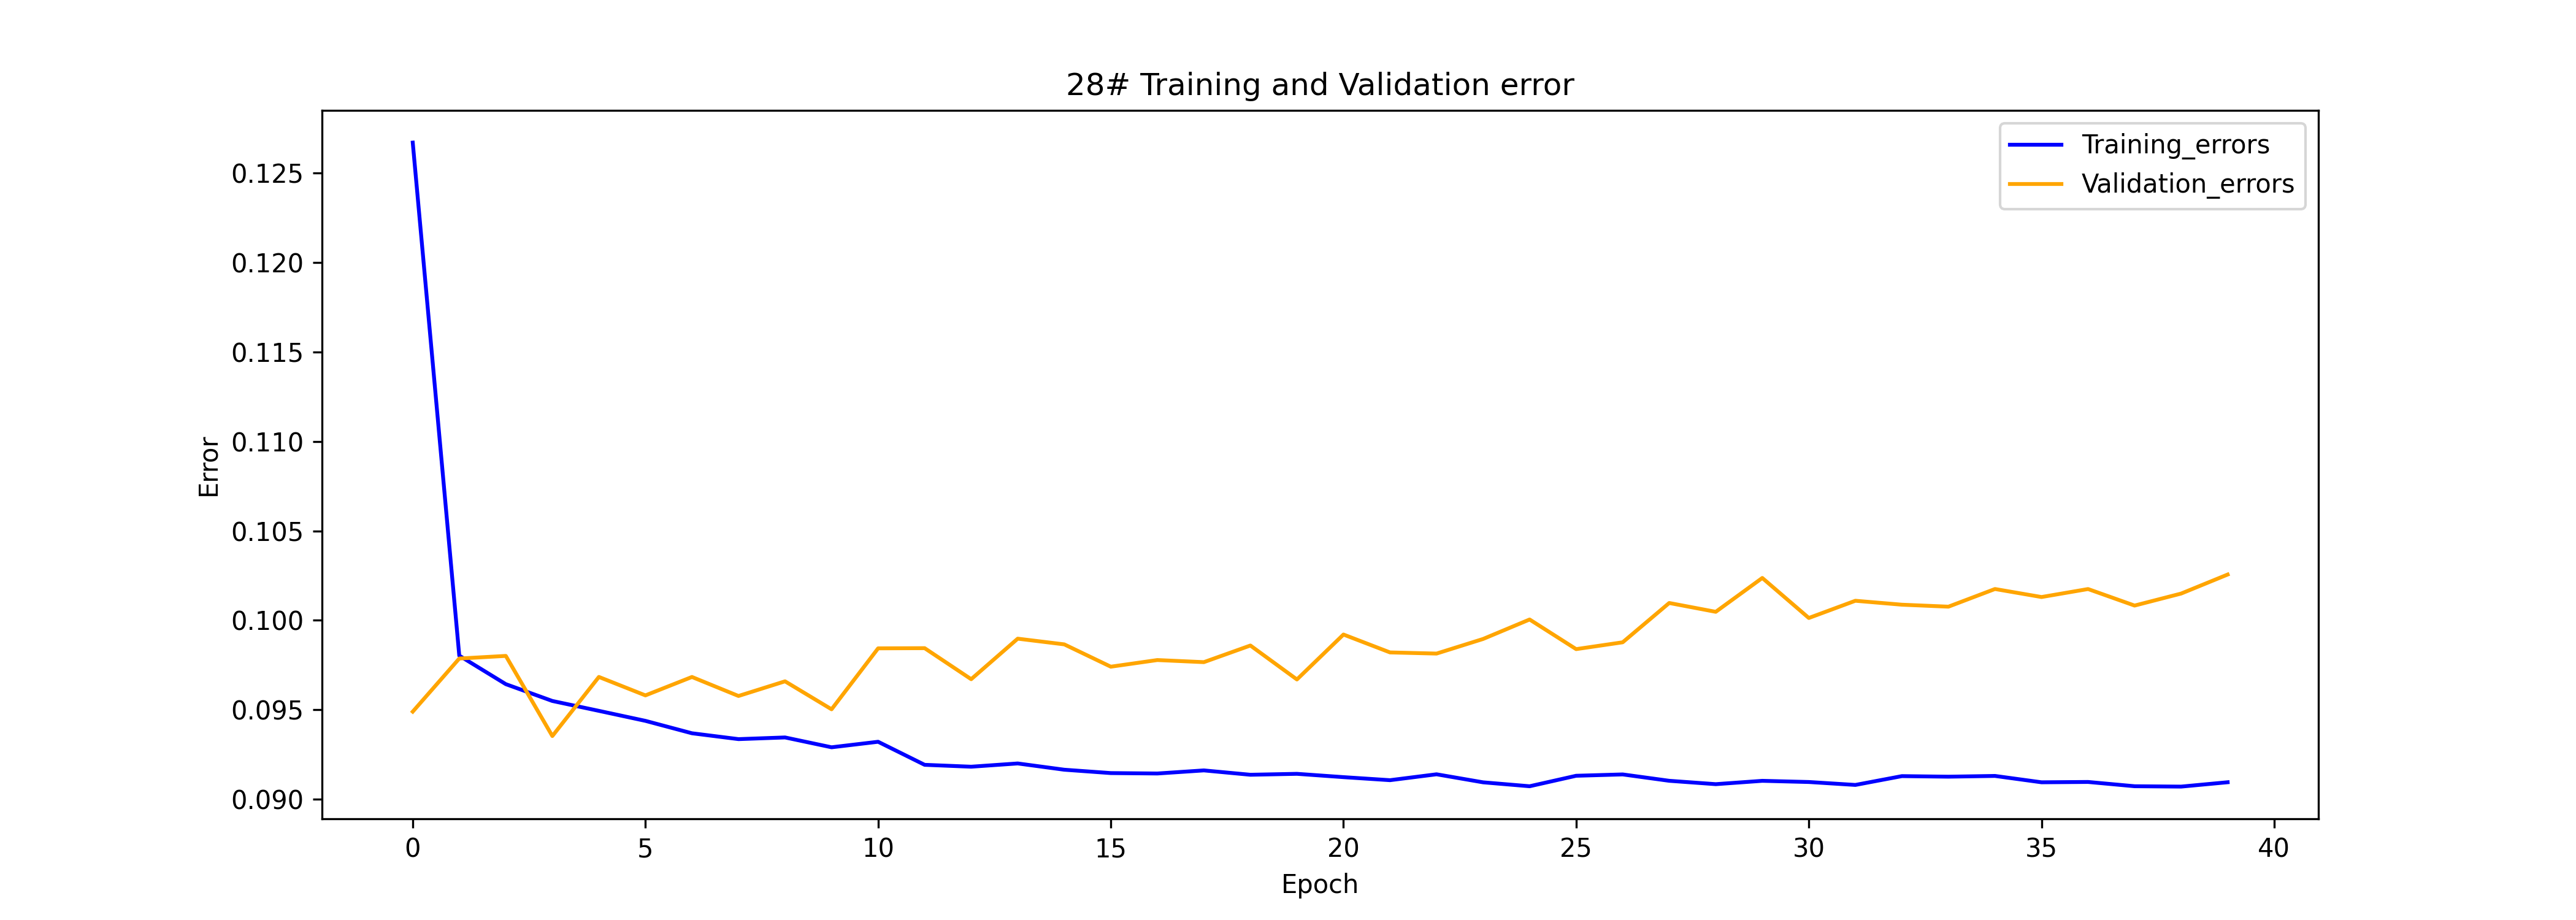 28# Training and Validation error
Training_errors
Validation_errors
Error
0.125
0.120
0.115
0.110
0.105
0.100
0.095
0.090
0 5 10 15 20 25 30 35 40
Epoch